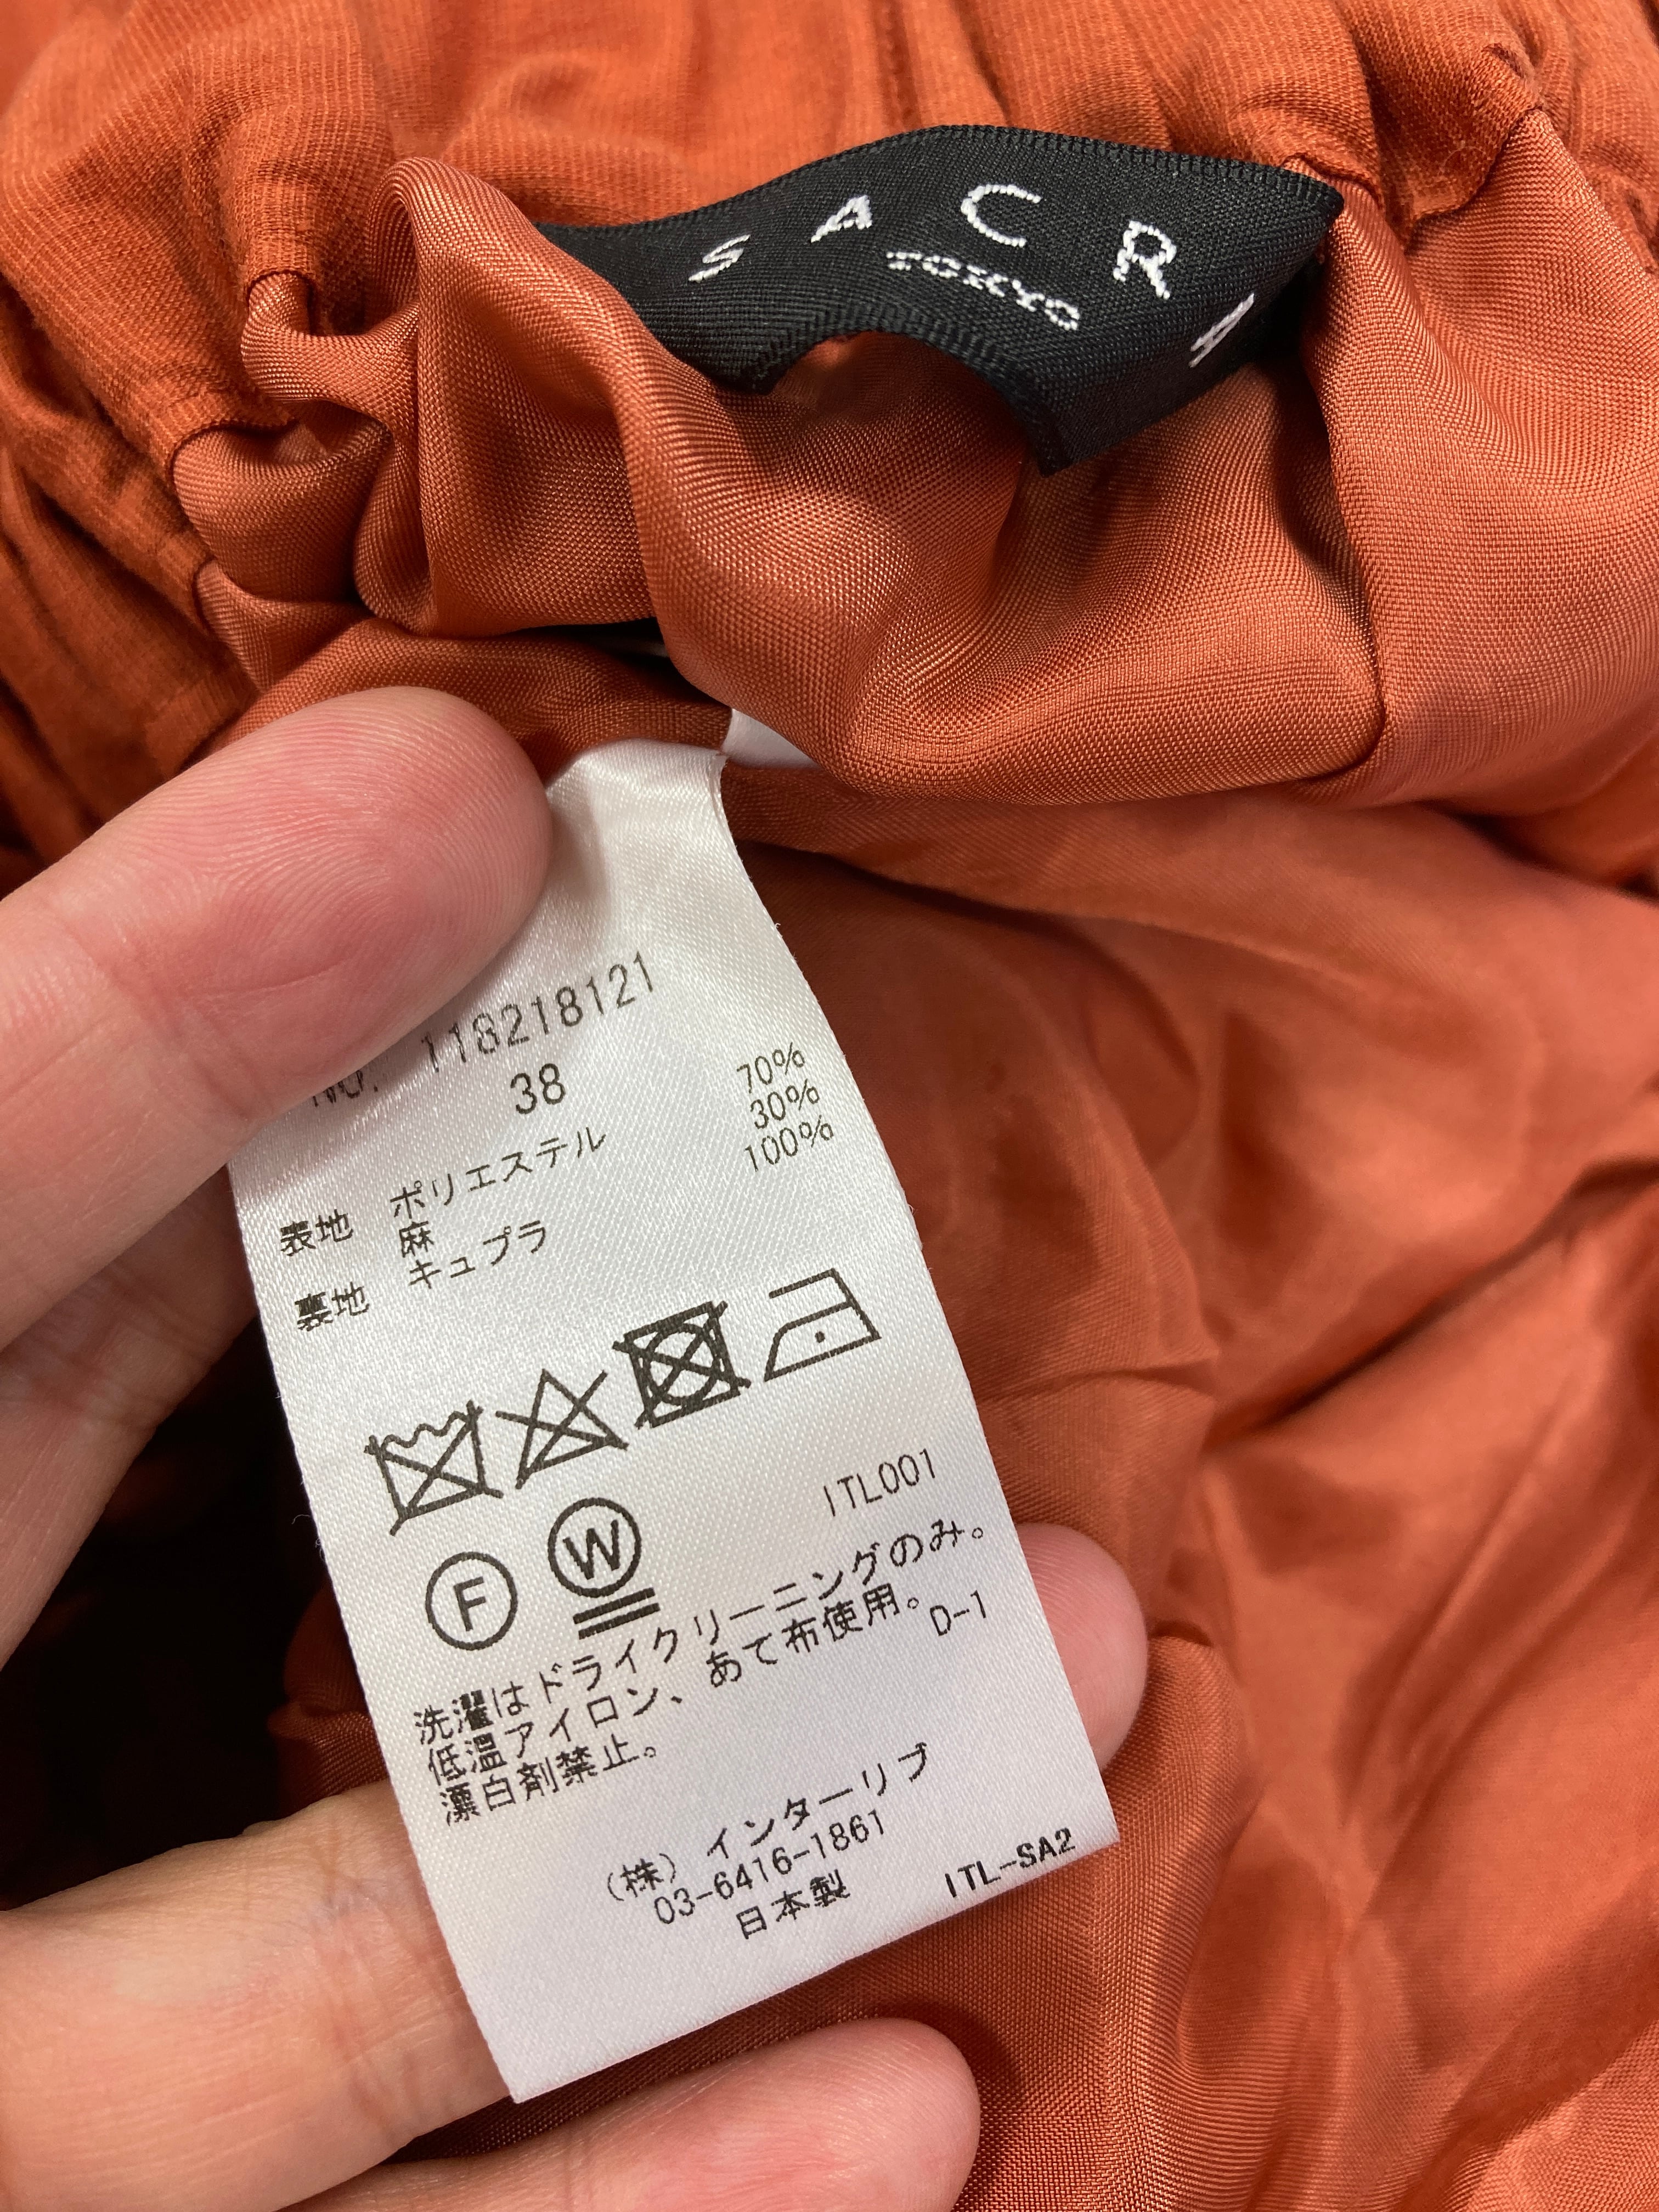 SACRA
TOKYO
NO. 118218121
38
表地 ポリエステル 70%
麻 30%
裏地 キュプラ 100%
F W
ITL001
洗濯はドライクリーニングのみ。
低温アイロン、あて布使用。
漂白剤禁止。 D-1
(株) インターリブ
03-6416-1861
日本製 ITL-SA2